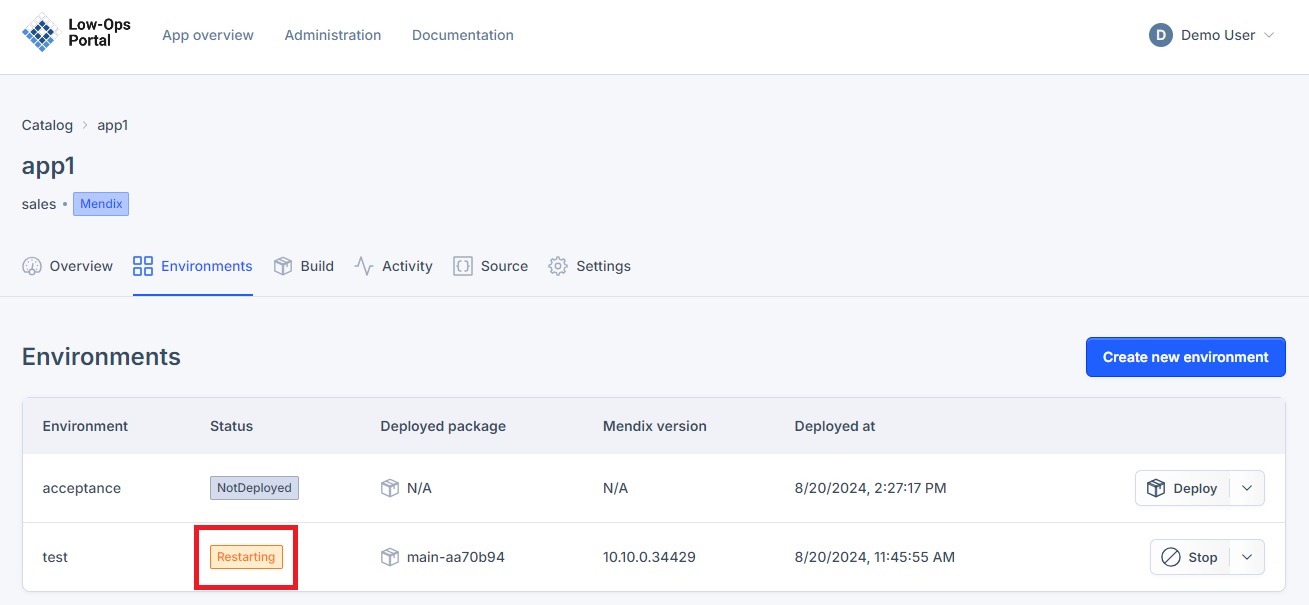 Low-Ops
Portal
App overview
Administration
Documentation
D
Demo User
Catalog
app1
app1
sales • Mendix
Overview
Environments
Build
Activity
Source
Settings
Environments
Create new environment
Environment Status Deployed package Mendix version Deployed at
acceptance NotDeployed N/A N/A 8/20/2024, 2:27:17 PM Deploy
test Restarting main-aa70b94 10.10.0.34429 8/20/2024, 11:45:55 AM Stop